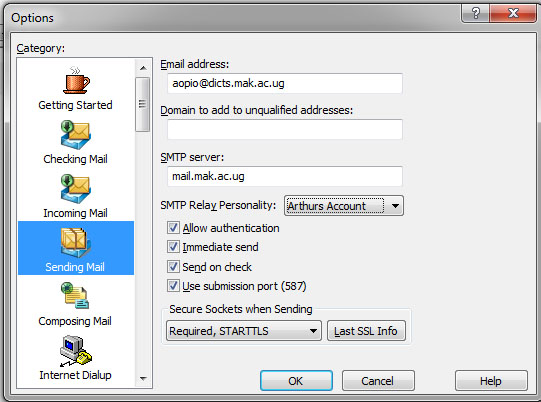 Options
Category:
Getting Started
Checking Mail
Incoming Mail
Sending Mail
Composing Mail
Internet Dialup
Email address:
aopio@dicts.mak.ac.ug
Domain to add to unqualified addresses:
SMTP server:
mail.mak.ac.ug
SMTP Relay Personality: Arthurs Account
Allow authentication
Immediate send
Send on check
Use submission port (587)
Secure Sockets when Sending
Required, STARTTLS Last SSL Info
OK Cancel Help